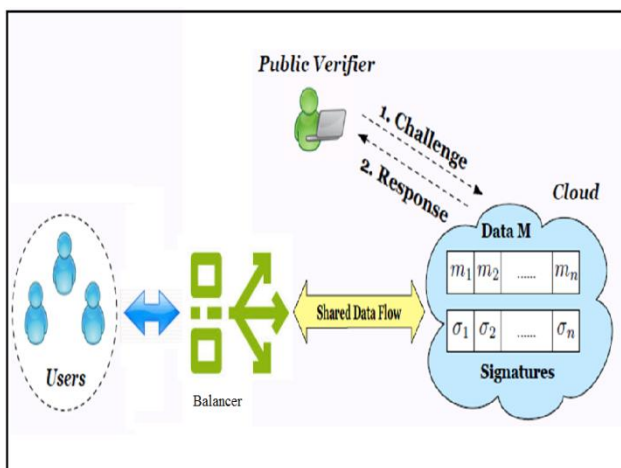 Public Verifier
1. Challenge
2. Response
Cloud
Data M
m₁ m₂ ...... mₙ
Shared Data Flow
σ₁ σ₂ ...... σₙ
Signatures
Users
Balancer